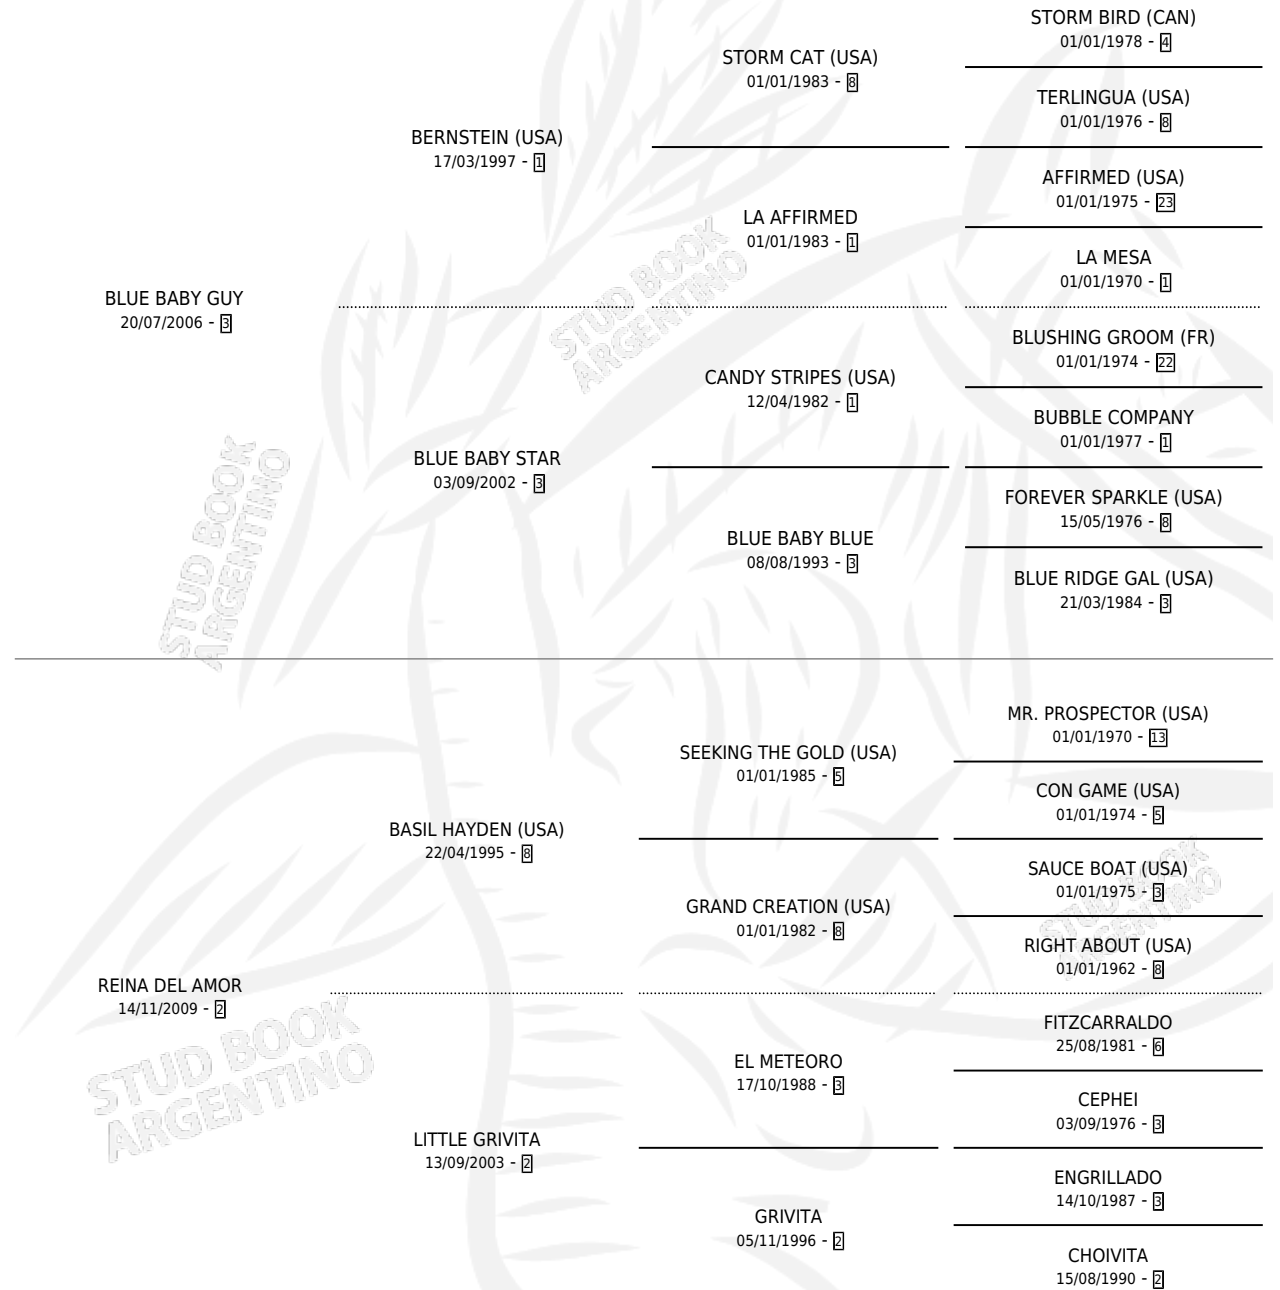 STORM BIRD (CAN)
01/01/1978 - 4
STORM CAT (USA)
01/01/1983 - 8
TERLINGUA (USA)
01/01/1976 - 8
BERNSTEIN (USA)
17/03/1997 - 1
AFFIRMED (USA)
01/01/1975 - 23
LA AFFIRMED
01/01/1983 - 1
LA MESA
01/01/1970 - 1
BLUE BABY GUY
20/07/2006 - 3
STUD BOOK
ARGENTINO
BLUSHING GROOM (FR)
01/01/1974 - 22
CANDY STRIPES (USA)
12/04/1982 - 1
BUBBLE COMPANY
01/01/1977 - 1
BLUE BABY STAR
03/09/2002 - 3
FOREVER SPARKLE (USA)
15/05/1976 - 8
BLUE BABY BLUE
08/08/1993 - 3
BLUE RIDGE GAL (USA)
21/03/1984 - 3
STUD BOOK
ARGENTINO
MR. PROSPECTOR (USA)
01/01/1970 - 13
SEEKING THE GOLD (USA)
01/01/1985 - 5
CON GAME (USA)
01/01/1974 - 5
BASIL HAYDEN (USA)
22/04/1995 - 8
SAUCE BOAT (USA)
01/01/1975 - 3
STUD BOOK
ARGENTINO
GRAND CREATION (USA)
01/01/1982 - 8
RIGHT ABOUT (USA)
01/01/1962 - 8
REINA DEL AMOR
14/11/2009 - 2
STUD BOOK
ARGENTINO
FITZCARRALDO
25/08/1981 - 6
EL METEORO
17/10/1988 - 3
CEPHEI
03/09/1976 - 3
LITTLE GRIVITA
13/09/2003 - 2
ENGRILLADO
14/10/1987 - 3
GRIVITA
05/11/1996 - 2
CHOIVITA
15/08/1990 - 2